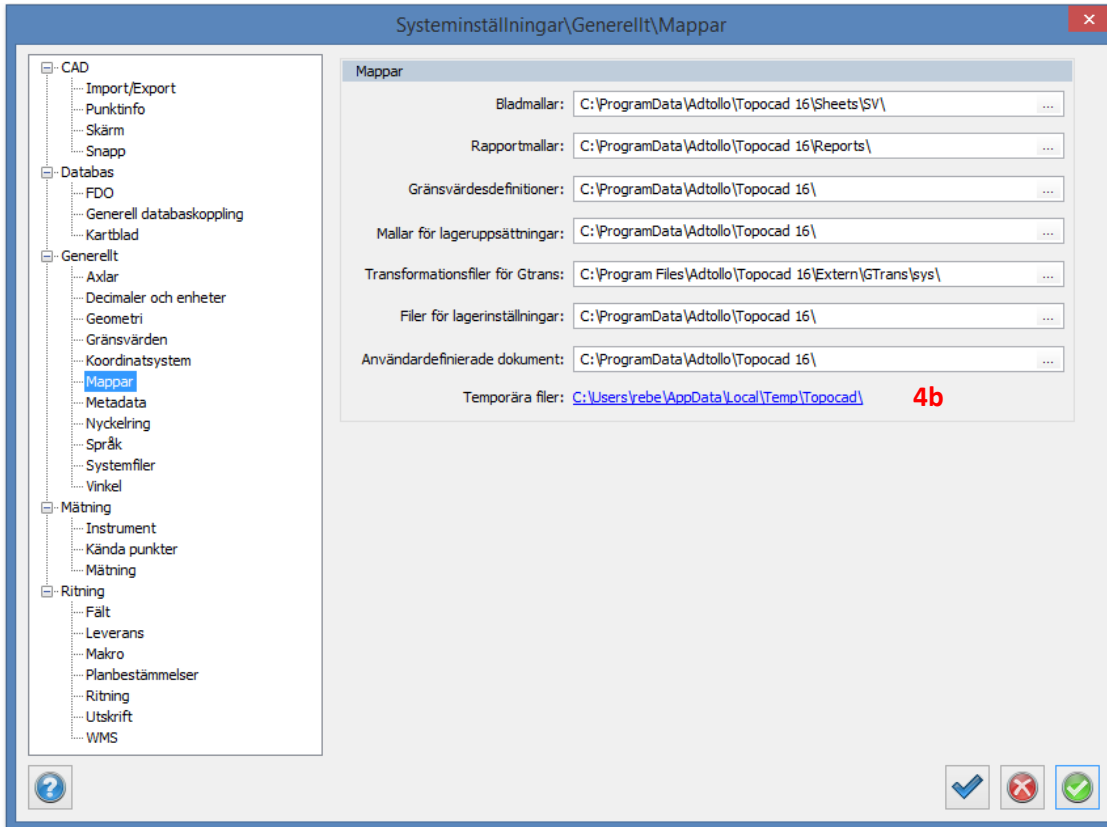 Systeminställningar\Generellt\Mappar
CAD
Import/Export
Punktinfo
Skärm
Snapp
Databas
FDO
Generell databaskoppling
Kartblad
Generellt
Axlar
Decimaler och enheter
Geometri
Gränsvärden
Koordinatsystem
Mappar
Metadata
Nyckelring
Språk
Systemfiler
Vinkel
Mätning
Instrument
Kända punkter
Mätning
Ritning
Fält
Leverans
Makro
Planbestämmelser
Ritning
Utskrift
WMS
Mappar
Bladmallar: C:\ProgramData\Adtollo\Topocad 16\Sheets\SV\ ...
Rapportmallar: C:\ProgramData\Adtollo\Topocad 16\Reports\ ...
Gränsvärdesdefinitioner: C:\ProgramData\Adtollo\Topocad 16\ ...
Mallar för lageruppsättningar: C:\ProgramData\Adtollo\Topocad 16\ ...
Transformationsfiler för Gtrans: C:\Program Files\Adtollo\Topocad 16\Extern\GTrans\sys\ ...
Filer för lagerinställningar: C:\ProgramData\Adtollo\Topocad 16\ ...
Användardefinierade dokument: C:\ProgramData\Adtollo\Topocad 16\ ...
Temporära filer: C:\Users\rebe\AppData\Local\Temp\Topocad\ 4b